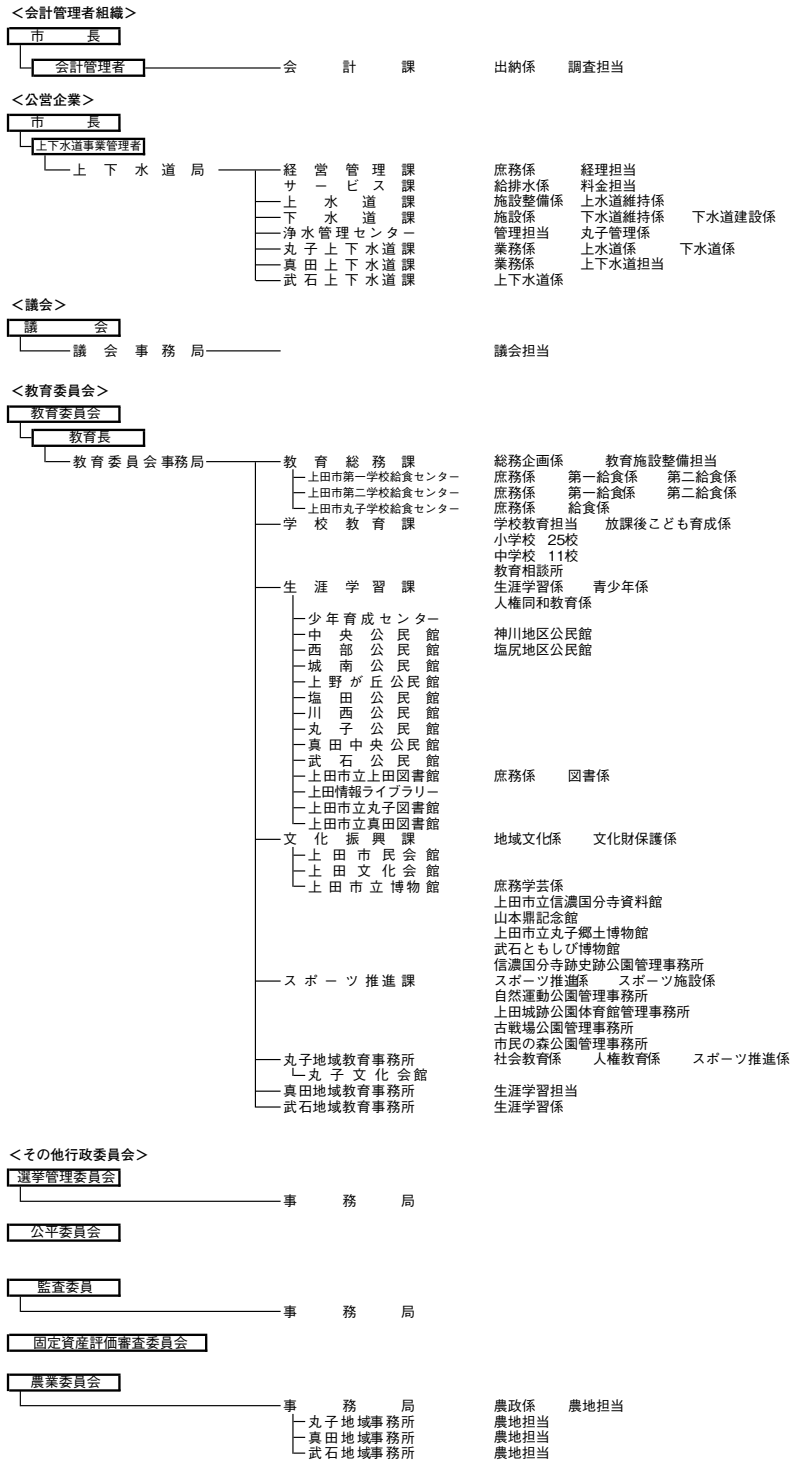 ＜会計管理者組織＞
市　長
会計管理者　会　計　課　出納係　調査担当
＜公営企業＞
市　長
上下水道事業管理者
上下水道局　経営管理課　庶務係　経理担当
サービス課　給排水係　料金担当
上水道課　施設整備係　上水道維持係
下水道課　施設係　下水道維持係　下水道建設係
浄水管理センター　管理担当　丸子管理係
丸子上下水道課　業務係　上水道係　下水道係
真田上下水道課　業務係　上下水道担当
武石上下水道課　上下水道係
＜議会＞
議　会
議会事務局　議会担当
＜教育委員会＞
教育委員会
教育長
教育委員会事務局　教育総務課　総務企画係　教育施設整備担当
上田市第一学校給食センター　庶務係　第一給食係　第二給食係
上田市第二学校給食センター　庶務係　第一給食係　第二給食係
上田市丸子学校給食センター　庶務係　給食係
学校教育課　学校教育担当　放課後こども育成係
小学校　25校
中学校　11校
教育相談所
生涯学習課　生涯学習係　青少年係
人権同和教育係
少年育成センター
中央公民館　神川地区公民館
西部公民館　塩尻地区公民館
城南公民館
上野が丘公民館
塩田公民館
川西公民館
丸子公民館
真田中央公民館
武石公民館
上田市立上田図書館　庶務係　図書係
上田情報ライブラリー
上田市立丸子図書館
上田市立真田図書館
文化振興課　地域文化係　文化財保護係
上田市民会館
上田文化会館
上田市立博物館　庶務学芸係
上田市立信濃国分寺資料館
山本鼎記念館
上田市立丸子郷土博物館
武石ともしび博物館
信濃国分寺跡史跡公園管理事務所
スポーツ推進課　スポーツ推進係　スポーツ施設係
自然運動公園管理事務所
上田城跡公園体育館管理事務所
古戦場公園管理事務所
市民の森公園管理事務所
丸子地域教育事務所　社会教育係　人権教育係　スポーツ推進係
丸子文化会館
真田地域教育事務所　生涯学習担当
武石地域教育事務所　生涯学習係
＜その他行政委員会＞
選挙管理委員会
事　務　局
公平委員会
監査委員
事　務　局
固定資産評価審査委員会
農業委員会
事　務　局　農政係　農地担当
丸子地域事務所　農地担当
真田地域事務所　農地担当
武石地域事務所　農地担当